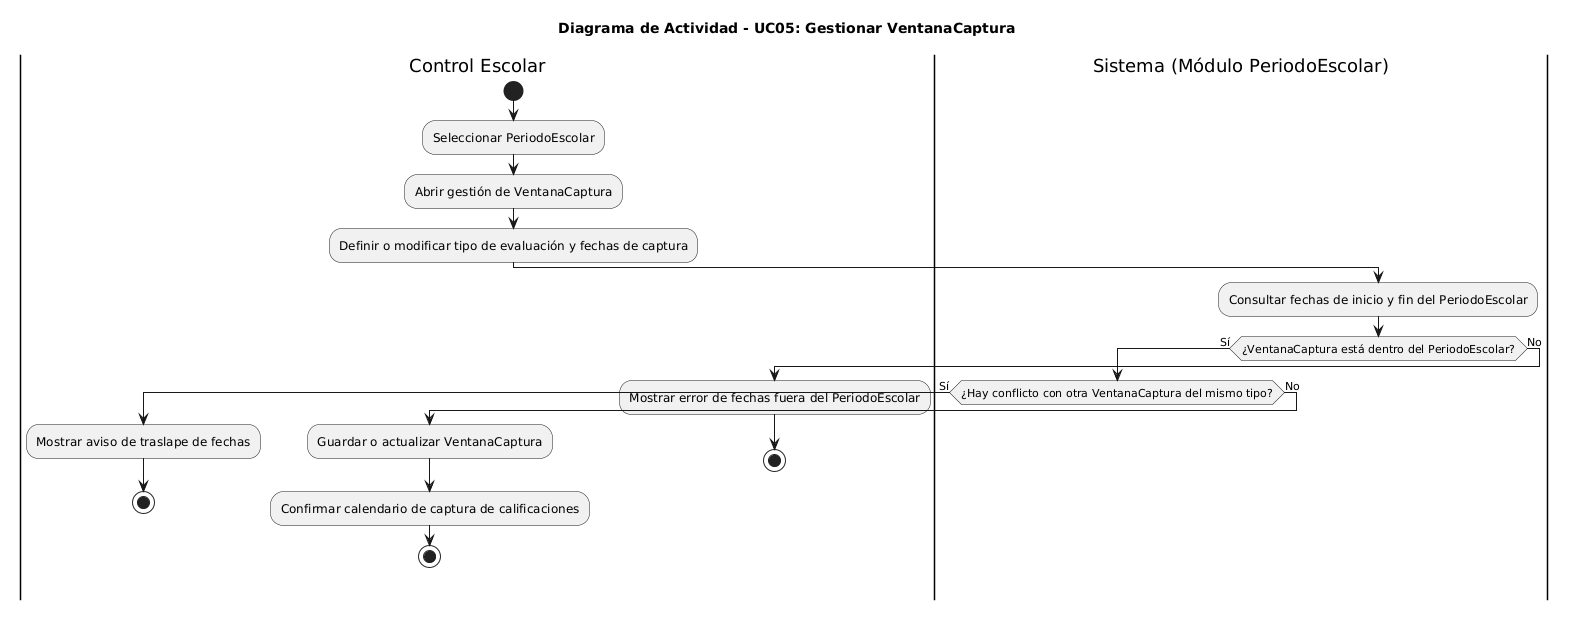 Diagrama de Actividad - UC05: Gestionar VentanaCaptura
Control Escolar
Sistema (Módulo PeriodoEscolar)
Seleccionar PeriodoEscolar
Abrir gestión de VentanaCaptura
Definir o modificar tipo de evaluación y fechas de captura
Consultar fechas de inicio y fin del PeriodoEscolar
Sí
¿VentanaCaptura está dentro del PeriodoEscolar?
No
Mostrar error de fechas fuera del PeriodoEscolar
Sí
¿Hay conflicto con otra VentanaCaptura del mismo tipo?
No
Mostrar aviso de traslape de fechas
Guardar o actualizar VentanaCaptura
Confirmar calendario de captura de calificaciones